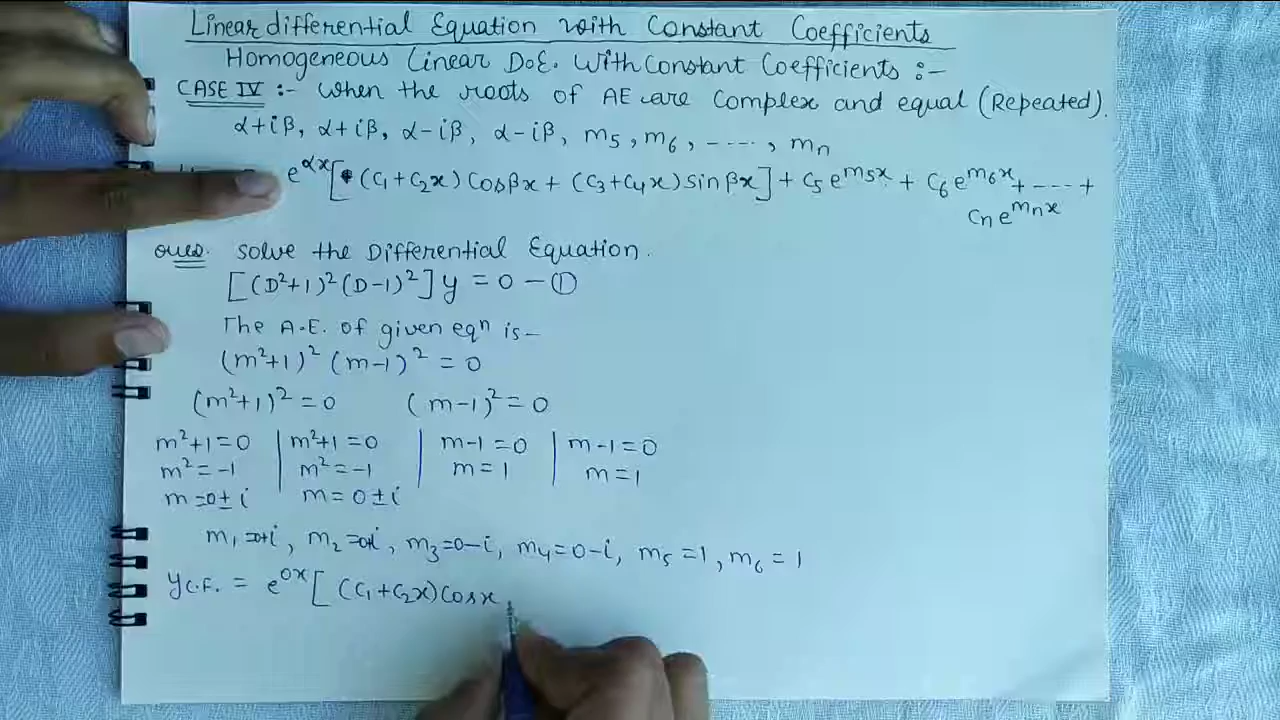 Linear differential Equation with Constant Coefficients
Homogeneous Linear D.E. With Constant Coefficients :-
CASE IV :- When the roots of AE are Complex and equal (Repeated).
α+iβ, α+iβ, α-iβ, α-iβ, m5, m6, ----, mn
e^αx[(C1+C2x)Cosβx + (C3+C4x)sinβx] + C5e^m5x + C6e^m6x + ---- +
Cne^mnx
Ques. Solve the Differential Equation.
[(D²+1)²(D-1)²]y = 0 - ①
The A.E. of given eqn is-
(m²+1)² (m-1)² = 0
(m²+1)² = 0 (m-1)² = 0
m²+1=0 | m²+1=0 | m-1=0 | m-1=0
m²=-1 | m²=-1 | m=1 | m=1
m=0±i m=0±i
m1=0+i, m2=0+i, m3=0-i, m4=0-i, m5=1, m6=1
yC.F. = e^0x [(C1+C2x)Cosx